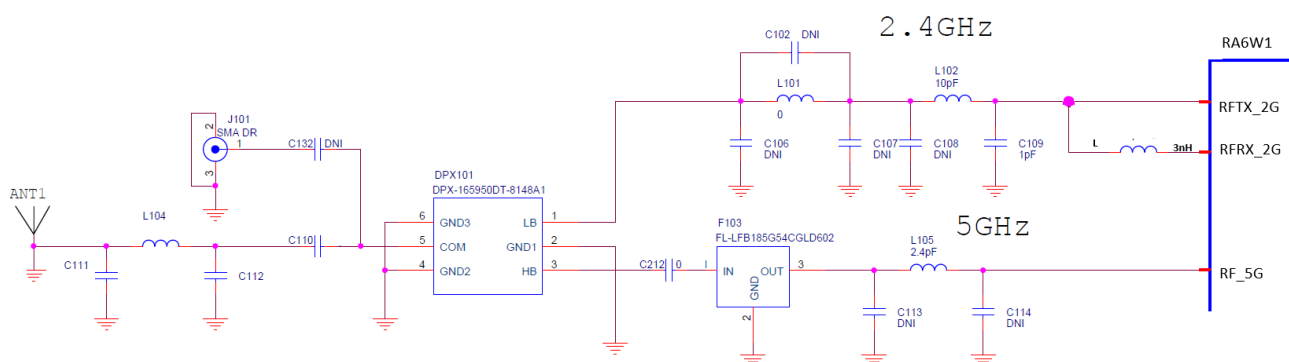 2.4GHz
RA6W1
C102 DNI
L101
0
L102
10pF
RFTX_2G
J101
SMA DR
2
1
3
C132 DNI
C106
DNI
C107
DNI
C108
DNI
C109
1pF
L
3nH
RFRX_2G
DPX101
DPX-165950DT-8148A1
ANT1
L104
C110
C111
C112
6 GND3
5 COM
4 GND2
LB 1
GND1 2
HB 3
5GHz
F103
FL-LFB185G54CGLD602
C212 0
I IN
OUT 3
GND
2
L105
2.4pF
RF_5G
C113
DNI
C114
DNI